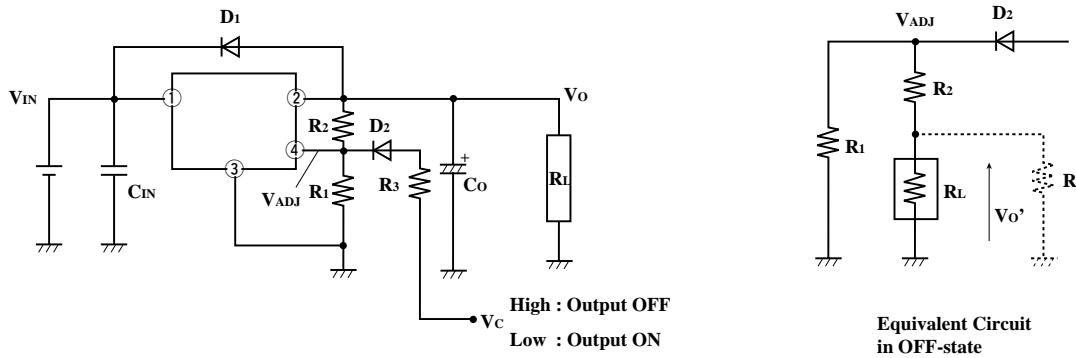 D1
VIN
1
2
VO
R2
D2
4
3
VADJ
R1
R3
CIN
+
CO
RL
VC
High : Output OFF
Low : Output ON
VADJ
D2
R2
R1
RL
VO'
R
Equivalent Circuit
in OFF-state